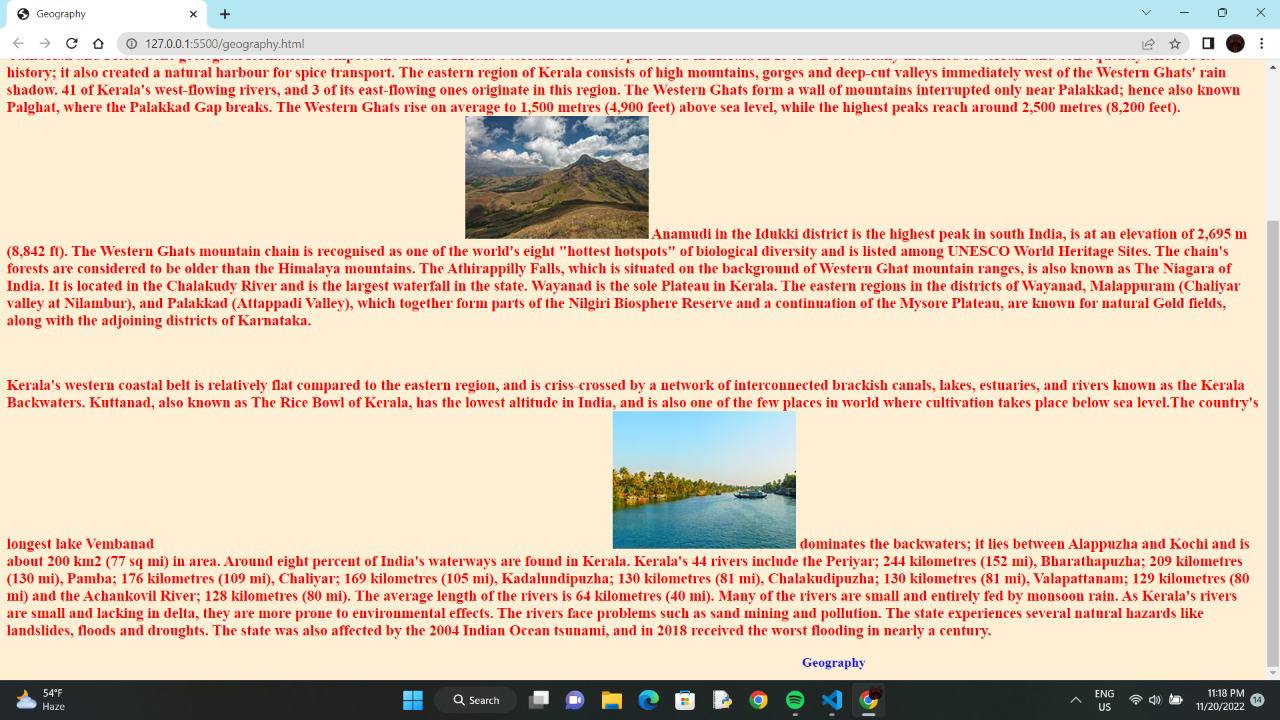 Geography
127.0.0.1:5500/geography.html
history; it also created a natural harbour for spice transport. The eastern region of Kerala consists of high mountains, gorges and deep-cut valleys immediately west of the Western Ghats' rain
shadow. 41 of Kerala's west-flowing rivers, and 3 of its east-flowing ones originate in this region. The Western Ghats form a wall of mountains interrupted only near Palakkad; hence also known
Palghat, where the Palakkad Gap breaks. The Western Ghats rise on average to 1,500 metres (4,900 feet) above sea level, while the highest peaks reach around 2,500 metres (8,200 feet).
Anamudi in the Idukki district is the highest peak in south India, is at an elevation of 2,695 m
(8,842 ft). The Western Ghats mountain chain is recognised as one of the world's eight "hottest hotspots" of biological diversity and is listed among UNESCO World Heritage Sites. The chain's
forests are considered to be older than the Himalaya mountains. The Athirappilly Falls, which is situated on the background of Western Ghat mountain ranges, is also known as The Niagara of
India. It is located in the Chalakudy River and is the largest waterfall in the state. Wayanad is the sole Plateau in Kerala. The eastern regions in the districts of Wayanad, Malappuram (Chaliyar
valley at Nilambur), and Palakkad (Attappadi Valley), which together form parts of the Nilgiri Biosphere Reserve and a continuation of the Mysore Plateau, are known for natural Gold fields,
along with the adjoining districts of Karnataka.
Kerala's western coastal belt is relatively flat compared to the eastern region, and is criss-crossed by a network of interconnected brackish canals, lakes, estuaries, and rivers known as the Kerala
Backwaters. Kuttanad, also known as The Rice Bowl of Kerala, has the lowest altitude in India, and is also one of the few places in world where cultivation takes place below sea level.The country's
longest lake Vembanad dominates the backwaters; it lies between Alappuzha and Kochi and is
about 200 km2 (77 sq mi) in area. Around eight percent of India's waterways are found in Kerala. Kerala's 44 rivers include the Periyar; 244 kilometres (152 mi), Bharathapuzha; 209 kilometres
(130 mi), Pamba; 176 kilometres (109 mi), Chaliyar; 169 kilometres (105 mi), Kadalundipuzha; 130 kilometres (81 mi), Chalakudipuzha; 130 kilometres (81 mi), Valapattanam; 129 kilometres (80
mi) and the Achankovil River; 128 kilometres (80 mi). The average length of the rivers is 64 kilometres (40 mi). Many of the rivers are small and entirely fed by monsoon rain. As Kerala's rivers
are small and lacking in delta, they are more prone to environmental effects. The rivers face problems such as sand mining and pollution. The state experiences several natural hazards like
landslides, floods and droughts. The state was also affected by the 2004 Indian Ocean tsunami, and in 2018 received the worst flooding in nearly a century.
Geography
54°F
Haze
Search
ENG
US
11:18 PM
11/20/2022
14